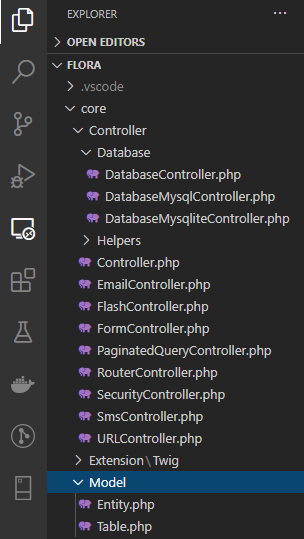 EXPLORER
OPEN EDITORS
FLORA
.vscode
core
Controller
Database
DatabaseController.php
DatabaseMysqlController.php
DatabaseMysqliteController.php
Helpers
Controller.php
EmailController.php
FlashController.php
FormController.php
PaginatedQueryController.php
RouterController.php
SecurityController.php
SmsController.php
URLController.php
Extension\Twig
Model
Entity.php
Table.php